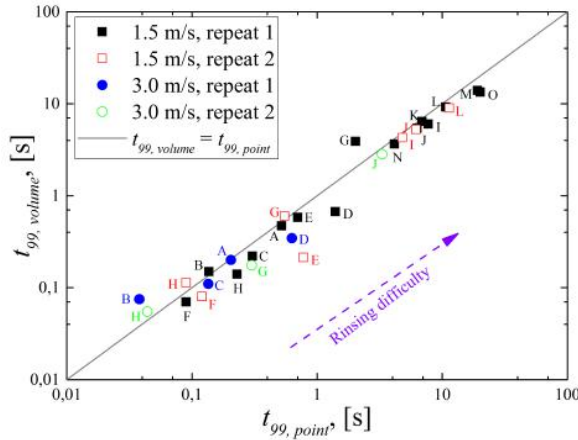 100
10
1
0,1
0,01
t99, volume, [s]
1.5 m/s, repeat 1
1.5 m/s, repeat 2
3.0 m/s, repeat 1
3.0 m/s, repeat 2
t99, volume = t99, point
M O
L L
K
J I
J
I
G N
J
G E D
A
D
A E
B C
G
C H
H
B F
F
H
Rinsing difficulty
0,01 0,1 1 10 100
t99, point, [s]